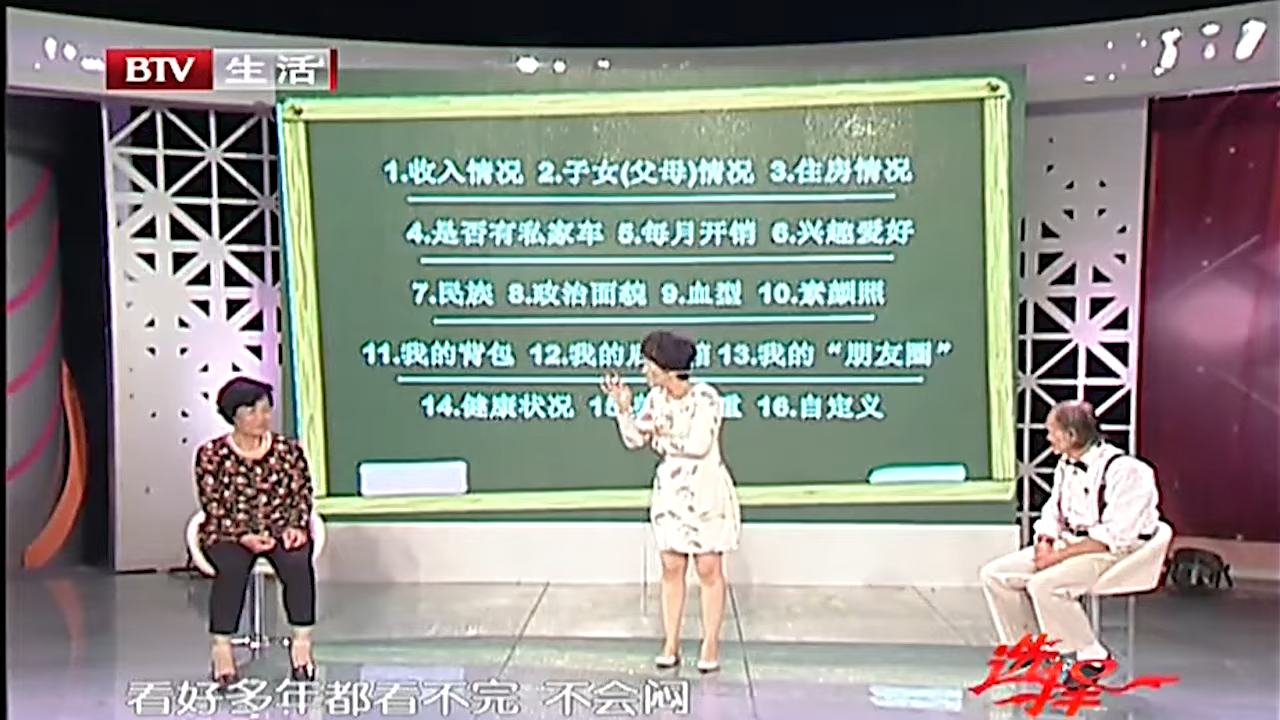 BTV 生活
1.收入情况 2.子女(父母)情况 3.住房情况
4.是否有私家车 5.每月开销 6.兴趣爱好
7.民族 8.政治面貌 9.血型 10.素颜照
11.我的背包 12.我的 13.我的“朋友圈”
14.健康状况 15 重 16.自定义
看好多年都看不完 不会闷
选择